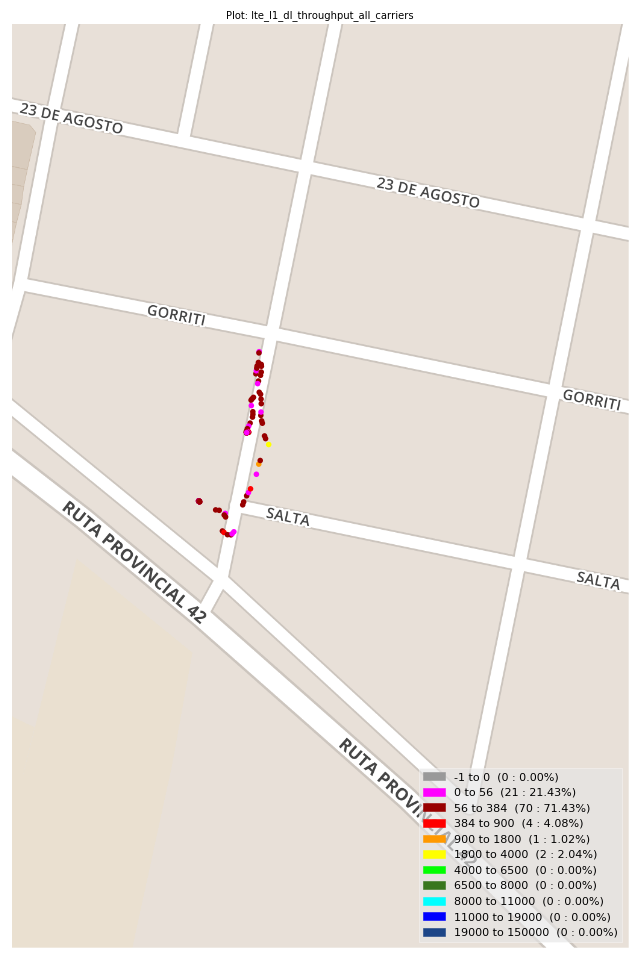 Plot: lte_l1_dl_throughput_all_carriers
23 DE AGOSTO
23 DE AGOSTO
GORRITI
GORRITI
SALTA
SALTA
RUTA PROVINCIAL 42
RUTA PROVINCIAL 42
-1 to 0 (0 : 0.00%)
0 to 56 (21 : 21.43%)
56 to 384 (70 : 71.43%)
384 to 900 (4 : 4.08%)
900 to 1800 (1 : 1.02%)
1800 to 4000 (2 : 2.04%)
4000 to 6500 (0 : 0.00%)
6500 to 8000 (0 : 0.00%)
8000 to 11000 (0 : 0.00%)
11000 to 19000 (0 : 0.00%)
19000 to 150000 (0 : 0.00%)